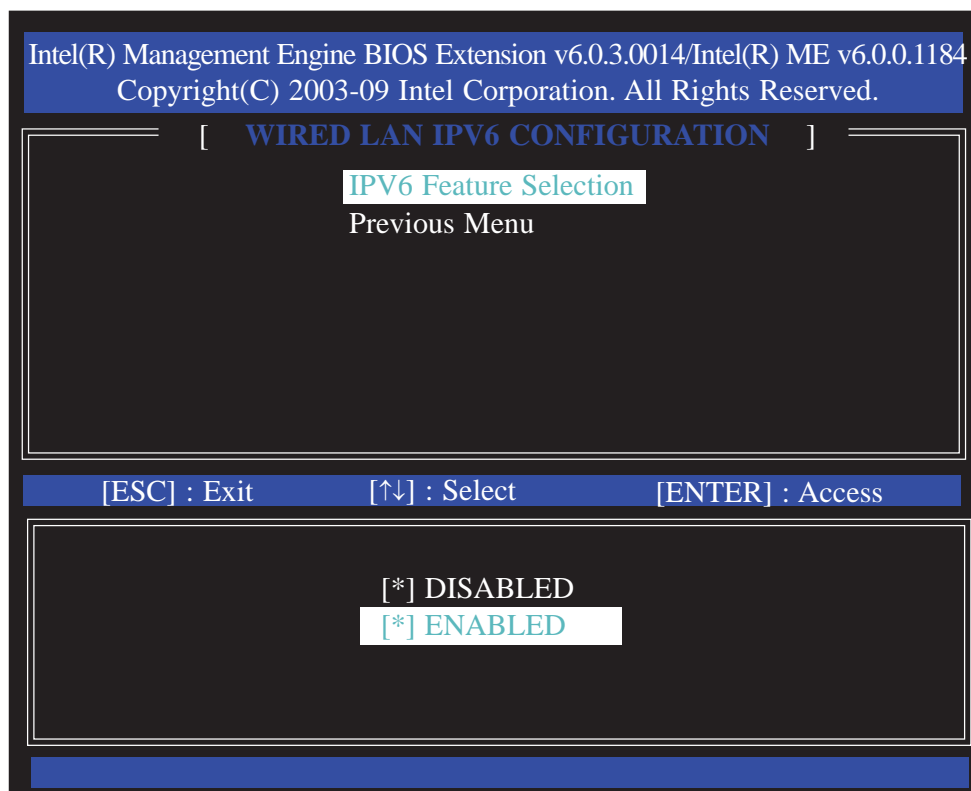 Intel(R) Management Engine BIOS Extension v6.0.3.0014/Intel(R) ME v6.0.0.1184
Copyright(C) 2003-09 Intel Corporation. All Rights Reserved.
[ WIRED LAN IPV6 CONFIGURATION ]
IPV6 Feature Selection
Previous Menu
[ESC] : Exit [↑↓] : Select [ENTER] : Access
[*] DISABLED
[*] ENABLED